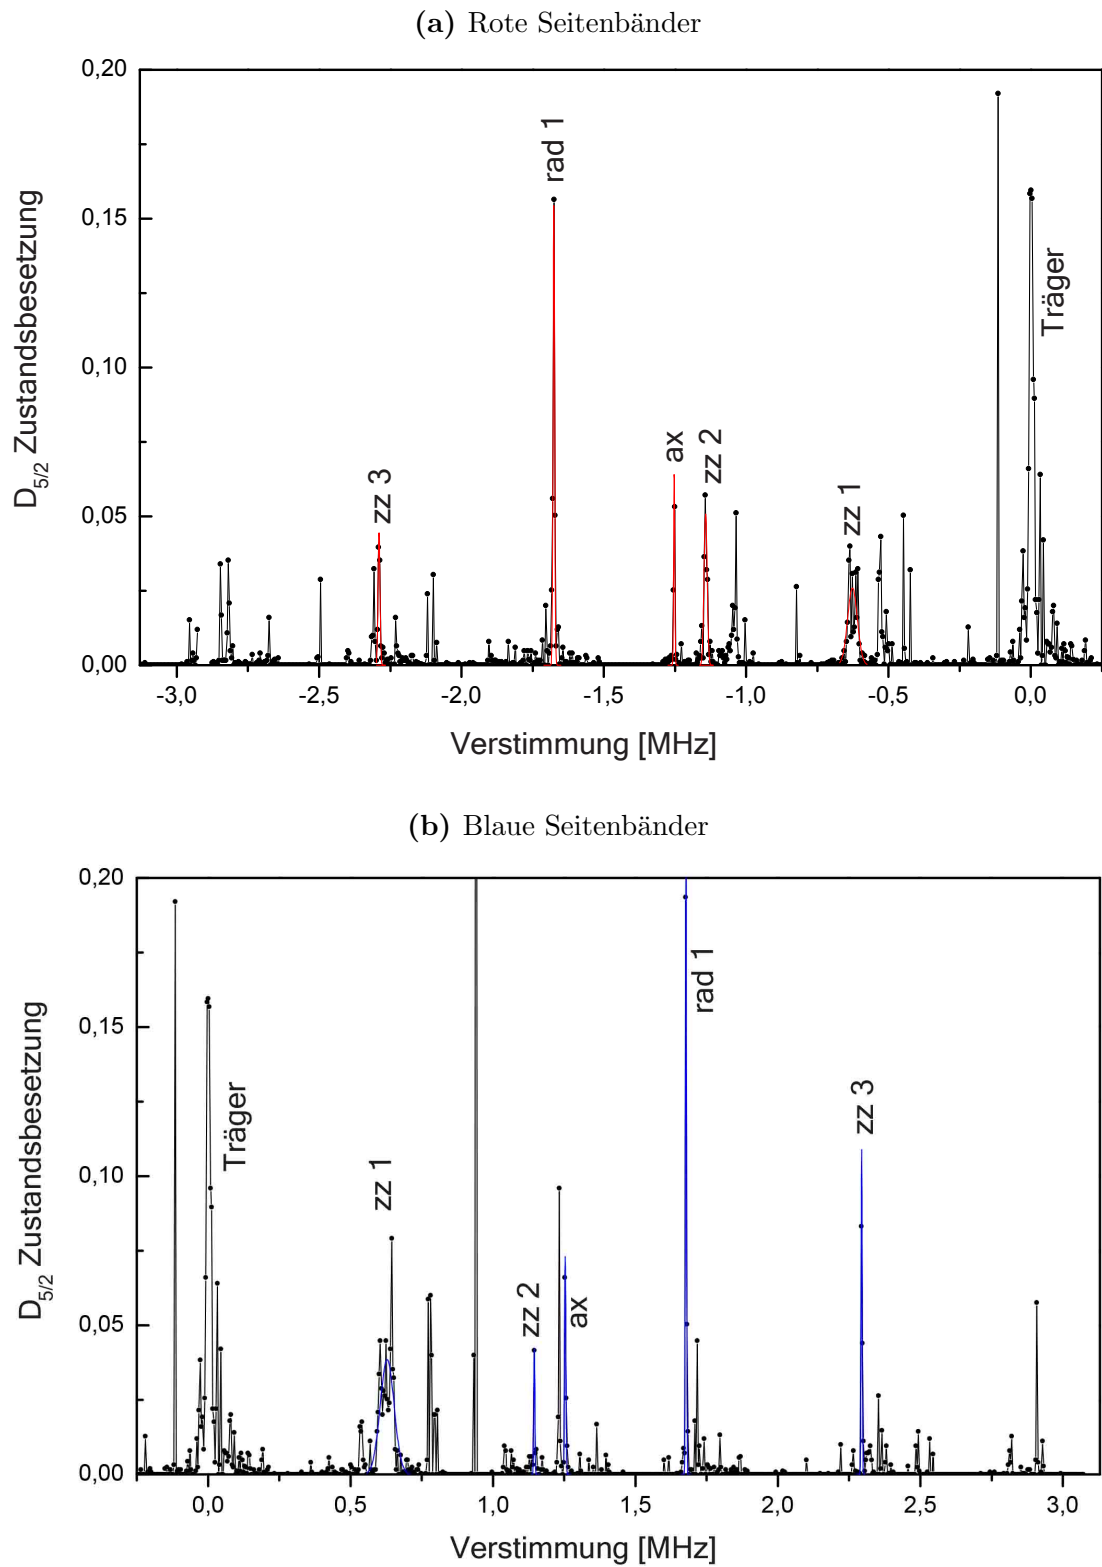 (a) Rote Seitenbänder
0,20
0,15
0,10
0,05
0,00
D5/2 Zustandsbesetzung
zz 3
rad 1
ax
zz 2
zz 1
Träger
-3,0 -2,5 -2,0 -1,5 -1,0 -0,5 0,0
Verstimmung [MHz]
(b) Blaue Seitenbänder
0,20
0,15
0,10
0,05
0,00
D5/2 Zustandsbesetzung
Träger
zz 1
zz 2
ax
rad 1
zz 3
0,0 0,5 1,0 1,5 2,0 2,5 3,0
Verstimmung [MHz]